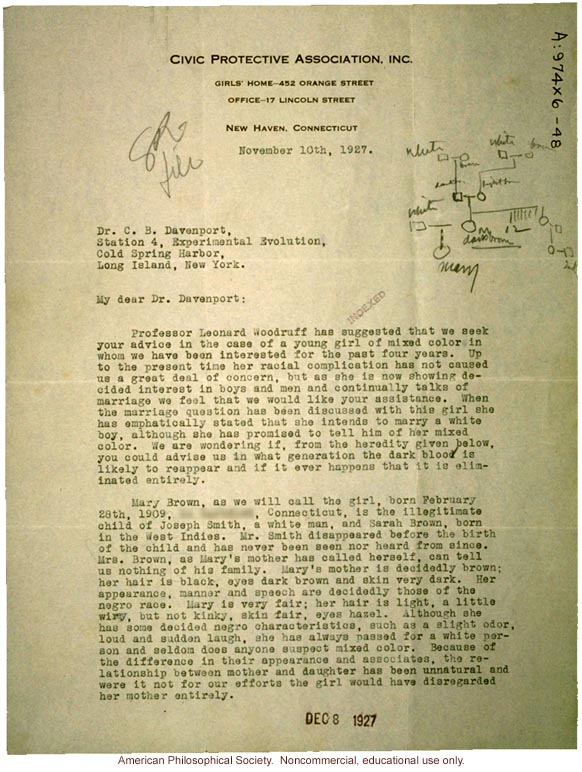 CIVIC PROTECTIVE ASSOCIATION, INC.
GIRLS' HOME—452 ORANGE STREET
OFFICE—17 LINCOLN STREET
NEW HAVEN, CONNECTICUT
November 10th, 1927.
A:974x6-48
white
white
white
12
dark brown
Mary
Dr. C. B. Davenport,
Station 4, Experimental Evolution,
Cold Spring Harbor,
Long Island, New York.
My dear Dr. Davenport:
INDEXED
Professor Leonard Woodruff has suggested that we seek
your advice in the case of a young girl of mixed color in
whom we have been interested for the past four years. Up
to the present time her racial complication has not caused
us a great deal of concern, but as she is now showing de-
cided interest in boys and men and continually talks of
marriage we feel that we would like your assistance. When
the marriage question has been discussed with this girl she
has emphatically stated that she intends to marry a white
boy, although she has promised to tell him of her mixed
color. We are wondering if, from the heredity given below,
you could advise us in what generation the dark blood is
likely to reappear and if it ever happens that it is elim-
inated entirely.
Mary Brown, as we will call the girl, born February
28th, 1909, , Connecticut, is the illegitimate
child of Joseph Smith, a white man, and Sarah Brown, born
in the West Indies. Mr. Smith disappeared before the birth
of the child and has never been seen nor heard from since.
Mrs. Brown, as Mary's mother has called herself, can tell
us nothing of his family. Mary's mother is decidedly brown;
her hair is black, eyes dark brown and skin very dark. Her
appearance, manner and speech are decidedly those of the
negro race. Mary is very fair; her hair is light, a little
wiry, but not kinky, skin fair, eyes hazel. Although she
has some decided negro characteristics, such as a slight odor,
loud and sudden laugh, she has always passed for a white per-
son and seldom does anyone suspect mixed color. Because of
the difference in their appearance and associates, the re-
lationship between mother and daughter has been unnatural and
were it not for our efforts the girl would have disregarded
her mother entirely.
DEC 8 1927
American Philosophical Society. Noncommercial, educational use only.